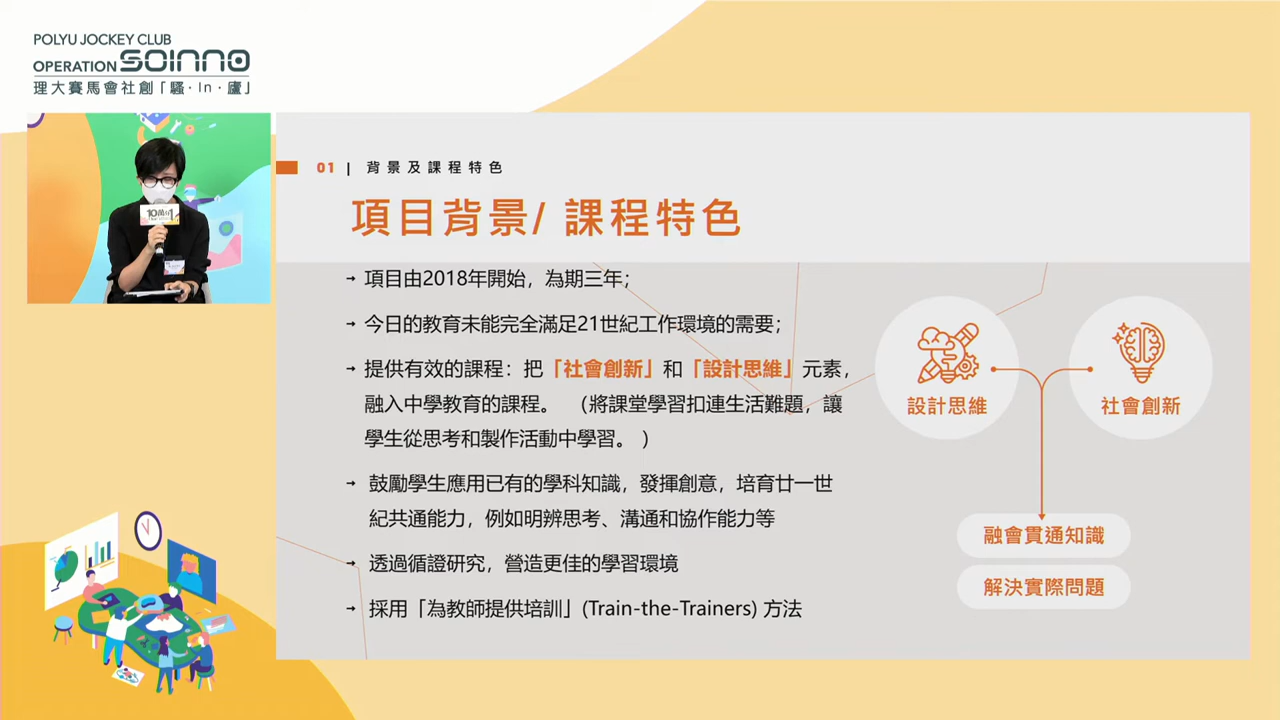 POLYU JOCKEY CLUB
OPERATION SOINNO
理大賽馬會社創「騷·In·廬」
10萬分1
01 | 背景及課程特色
項目背景/ 課程特色
→ 項目由2018年開始，為期三年；
→ 今日的教育未能完全滿足21世紀工作環境的需要；
→ 提供有效的課程：把「社會創新」和「設計思維」元素，
融入中學教育的課程。 （將課堂學習扣連生活難題，讓
學生從思考和製作活動中學習。）
→ 鼓勵學生應用已有的學科知識，發揮創意，培育廿一世
紀共通能力，例如明辨思考、溝通和協作能力等
→ 透過循證研究，營造更佳的學習環境
→ 採用「為教師提供培訓」(Train-the-Trainers) 方法
設計思維
社會創新
融會貫通知識
解決實際問題